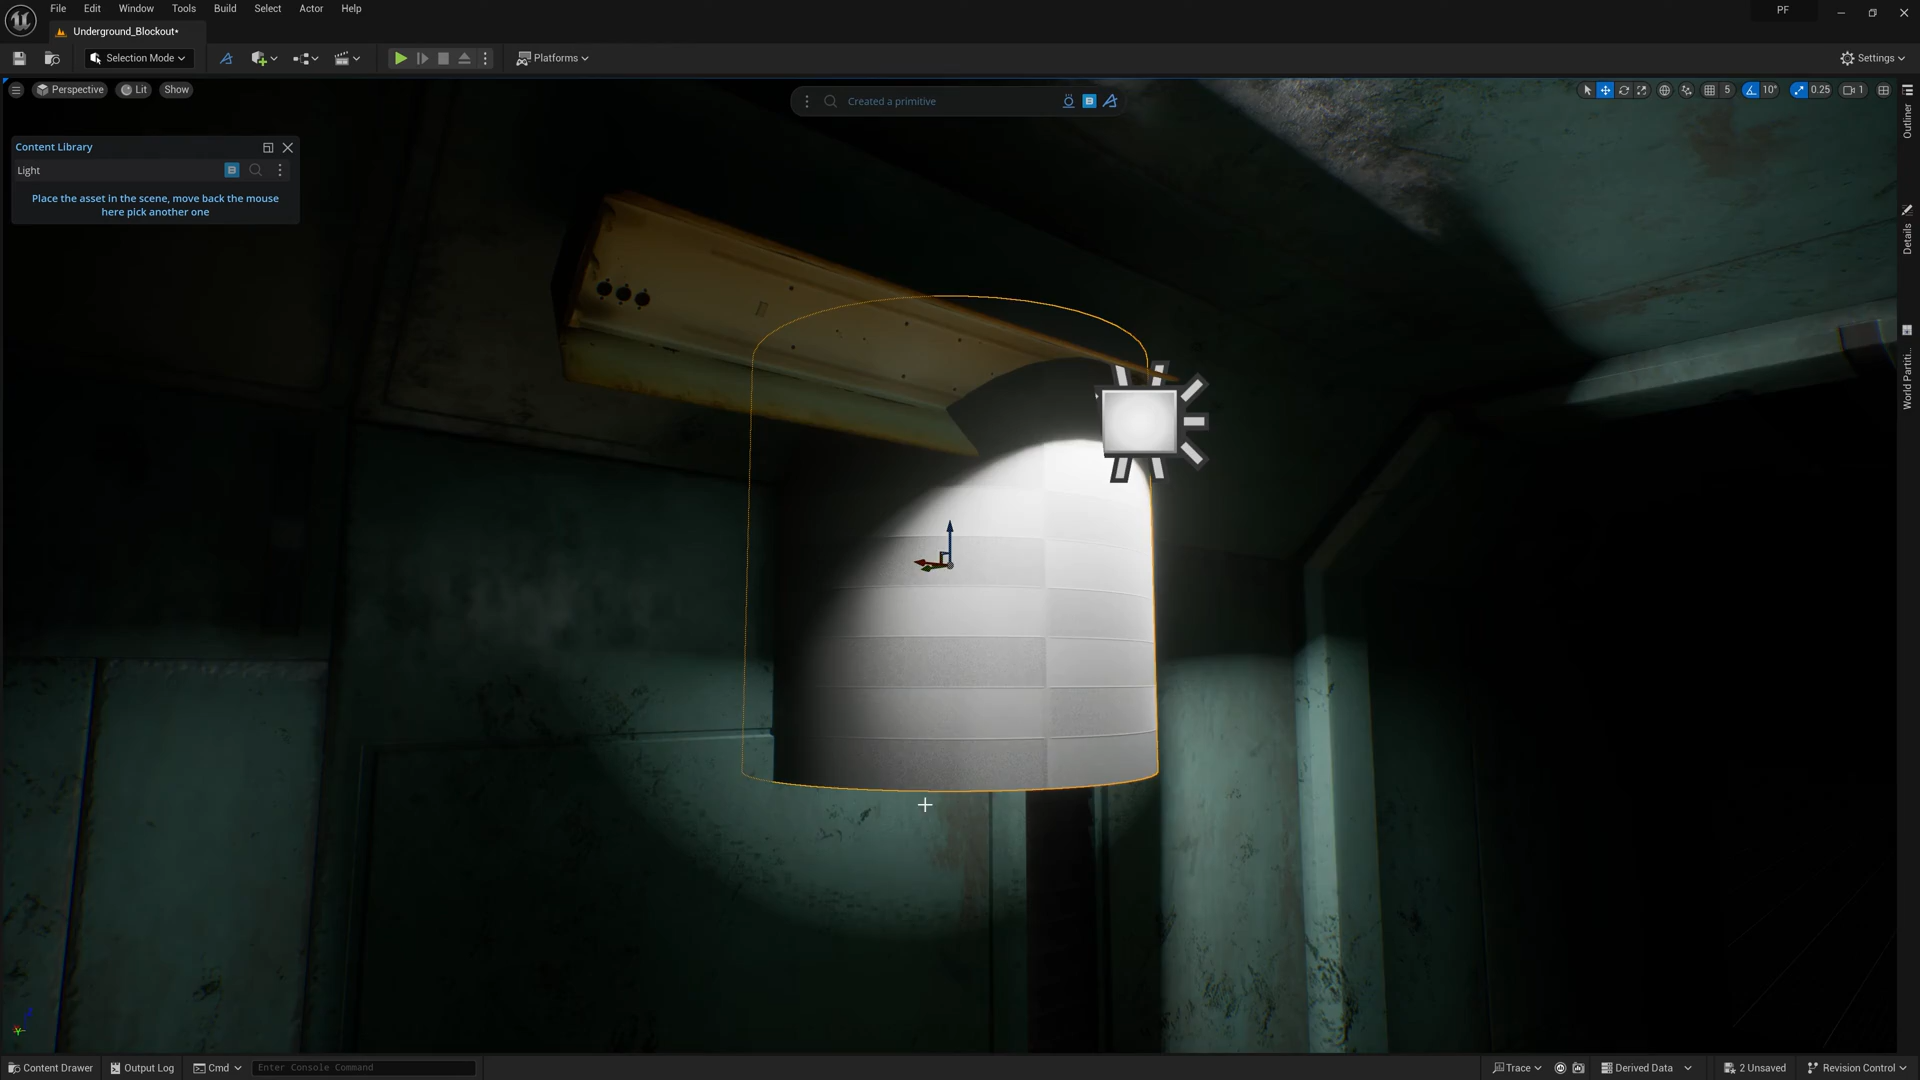 File Edit Window Tools Build Select Actor Help
PF
Underground_Blockout*
Selection Mode
Platforms
Settings
Perspective Lit Show
Created a primitive
5 10° 0.25 1
Outliner
Details
World Partiti...
Content Library
Light
Place the asset in the scene, move back the mouse
here pick another one
Content Drawer Output Log Cmd Enter Console Command
Trace Derived Data 2 Unsaved Revision Control